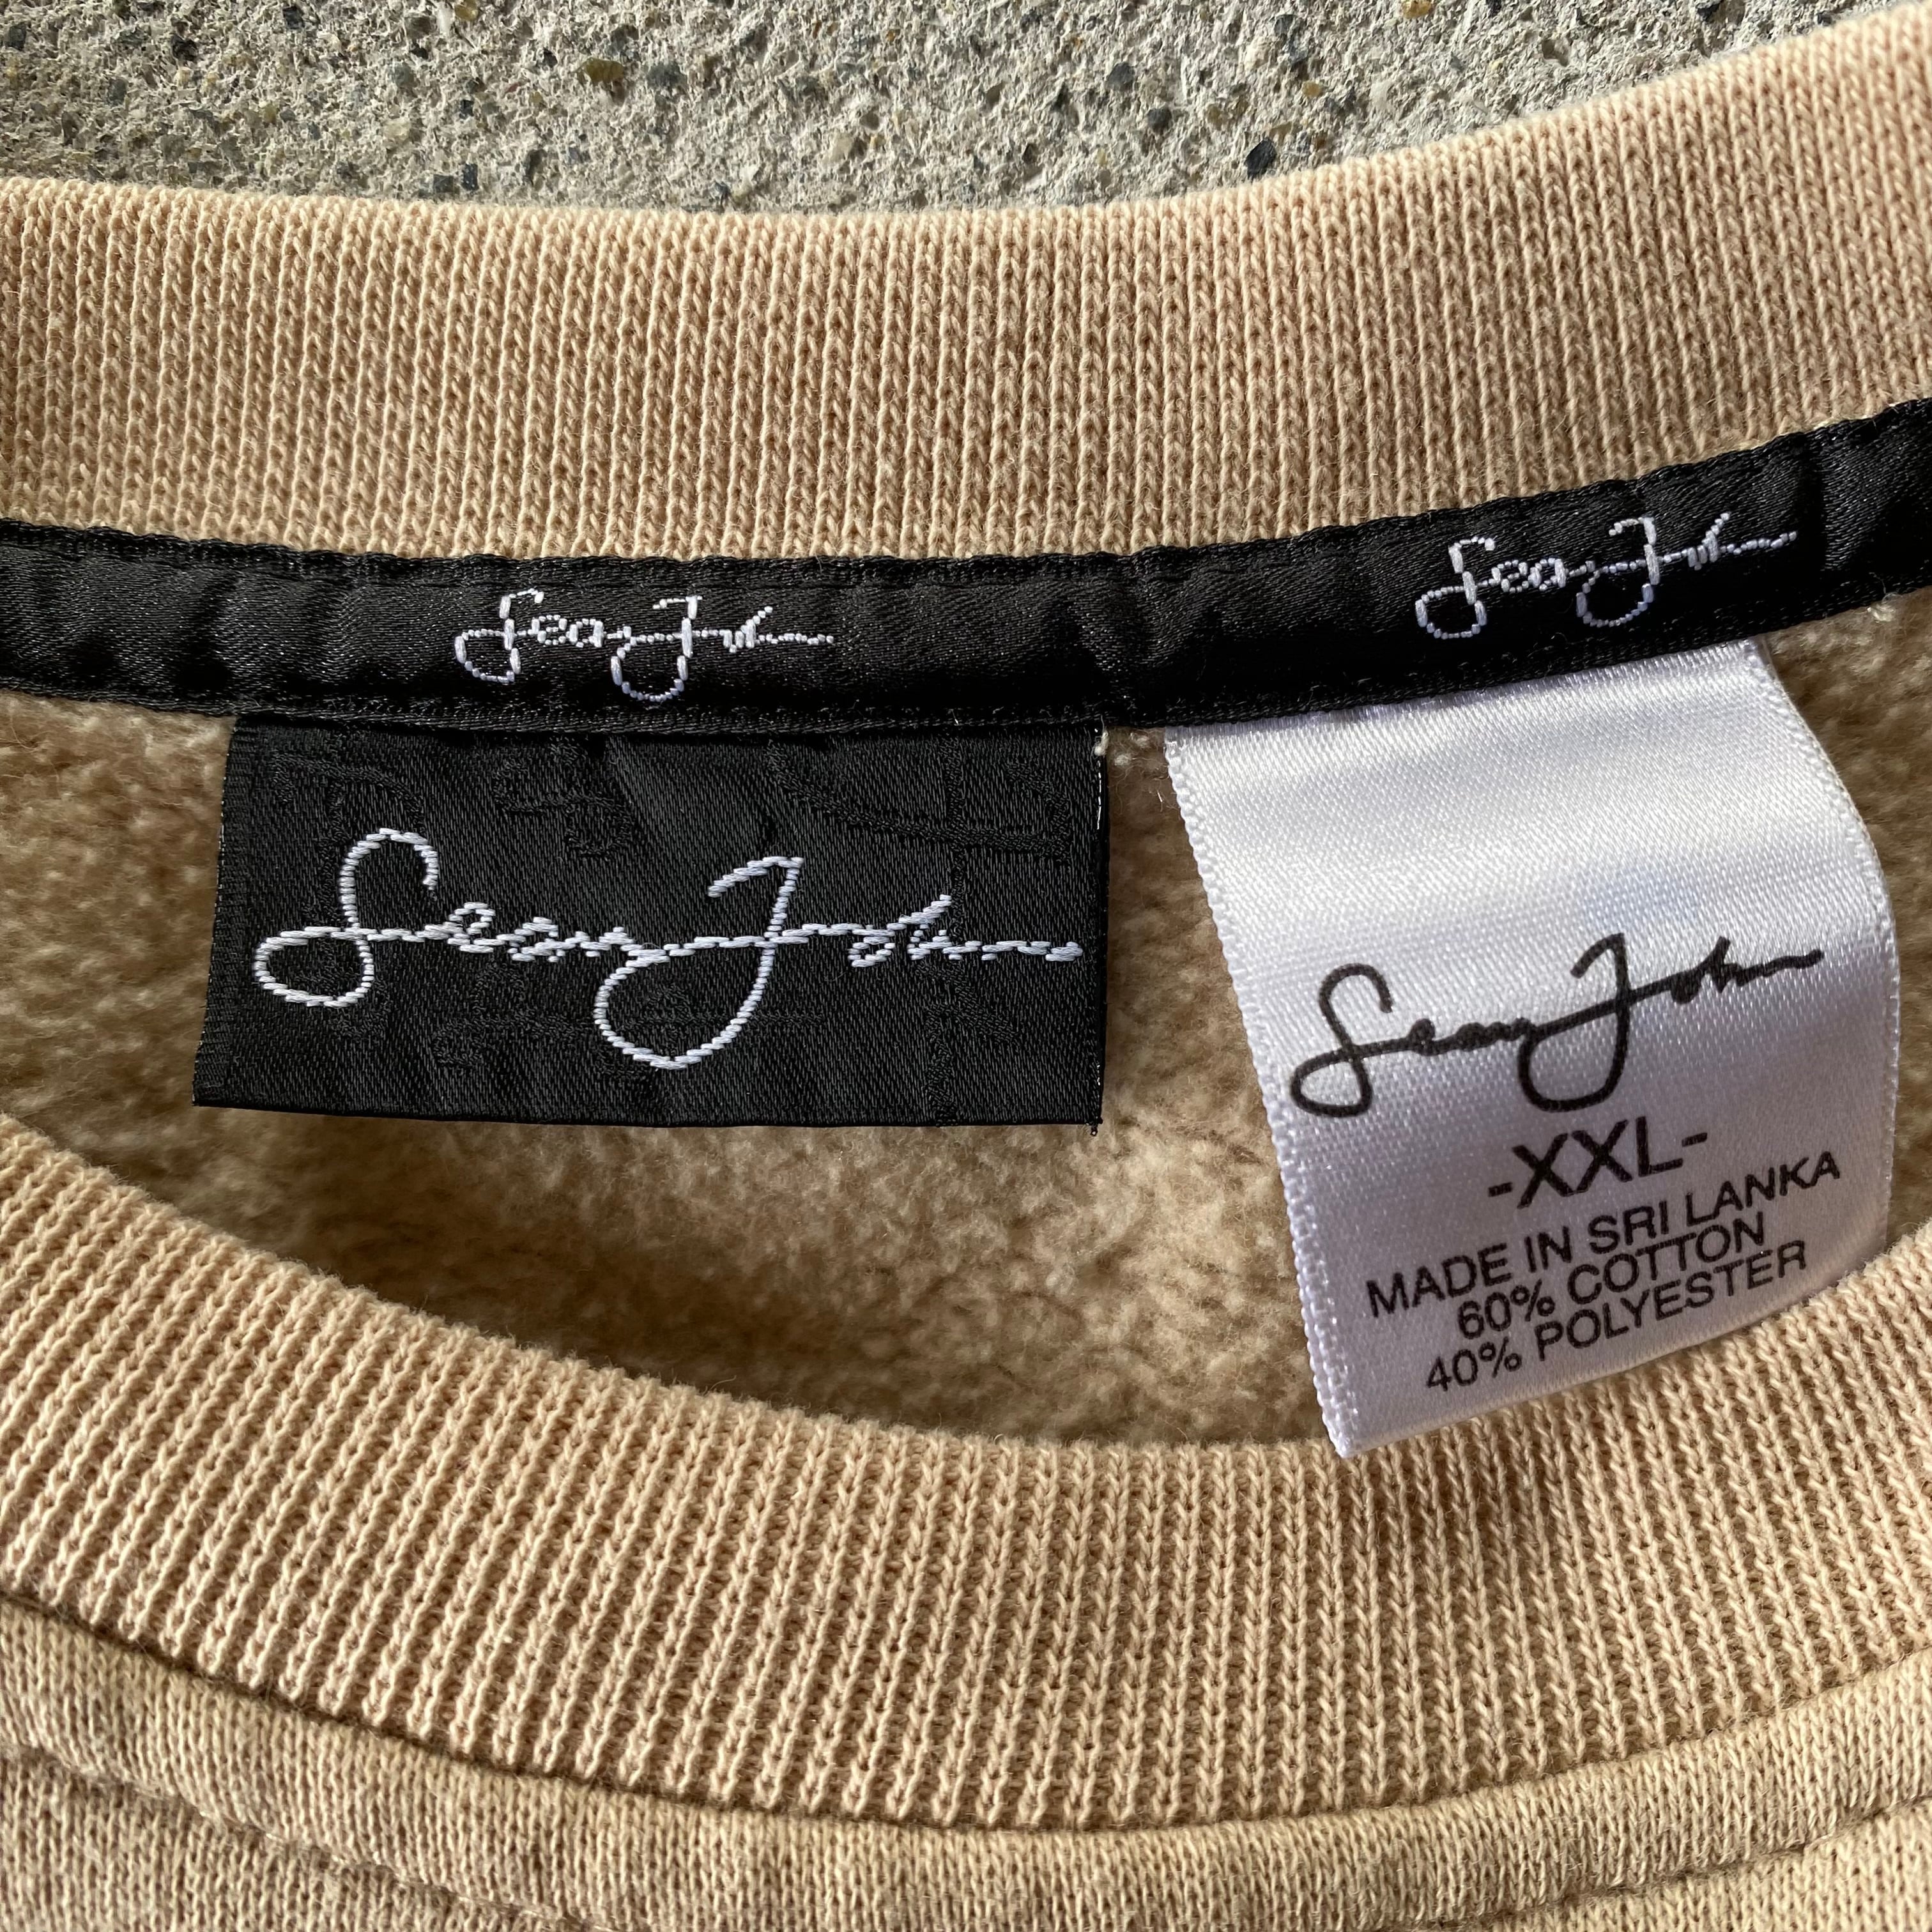 Sean John
Sean John
Sean John
Sean John
-XXL-
MADE IN SRI LANKA
60% COTTON
40% POLYESTER